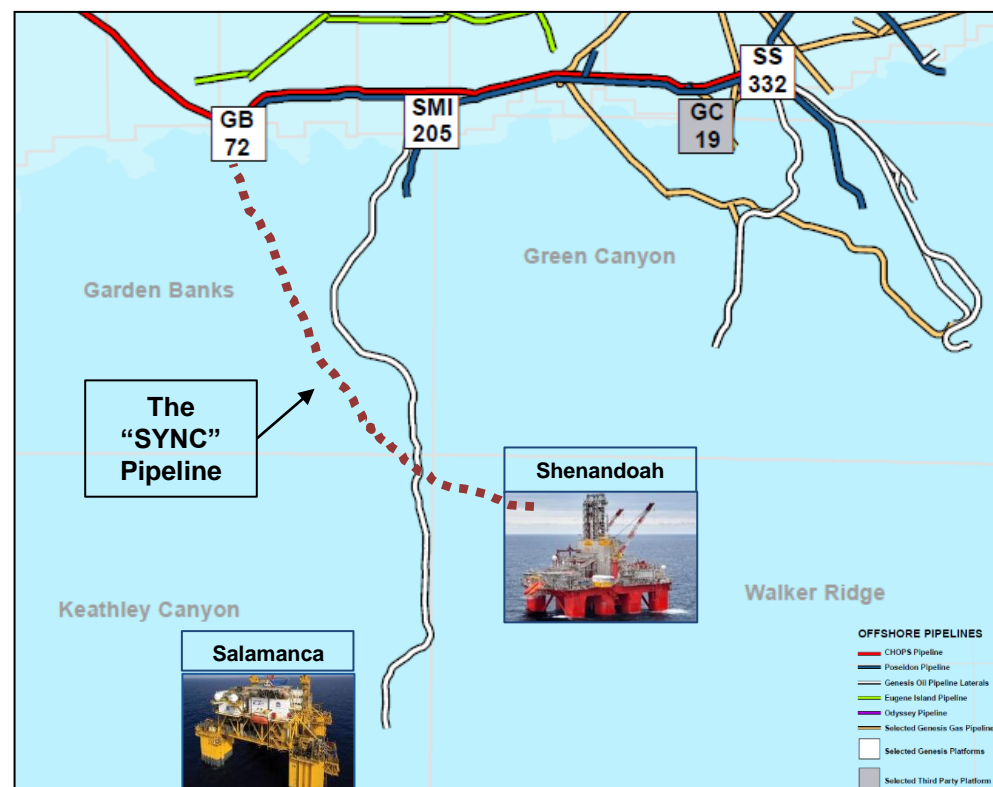 SS
332
GB
72
SMI
205
GC
19
Green Canyon
Garden Banks
The
“SYNC”
Pipeline
Shenandoah
Walker Ridge
Keathley Canyon
Salamanca
OFFSHORE PIPELINES
CHOPS Pipeline
Poseidon Pipeline
Genesis Oil Pipeline Laterals
Eugene Island Pipeline
Odyssey Pipeline
Selected Genesis Gas Pipeline
Selected Genesis Platforms
Selected Third Party Platform